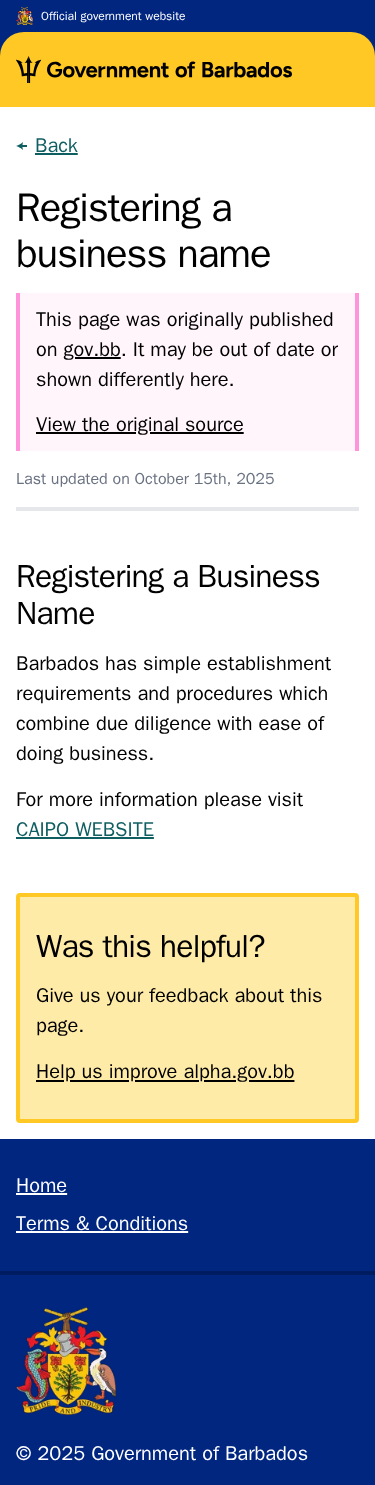 Official government website
Government of Barbados
Back
Registering a
business name
This page was originally published
on gov.bb. It may be out of date or
shown differently here.
View the original source
Last updated on October 15th, 2025
Registering a Business
Name
Barbados has simple establishment
requirements and procedures which
combine due diligence with ease of
doing business.
For more information please visit
CAIPO WEBSITE
Was this helpful?
Give us your feedback about this
page.
Help us improve alpha.gov.bb
Home
Terms & Conditions
PRIDE AND INDUSTRY
© 2025 Government of Barbados